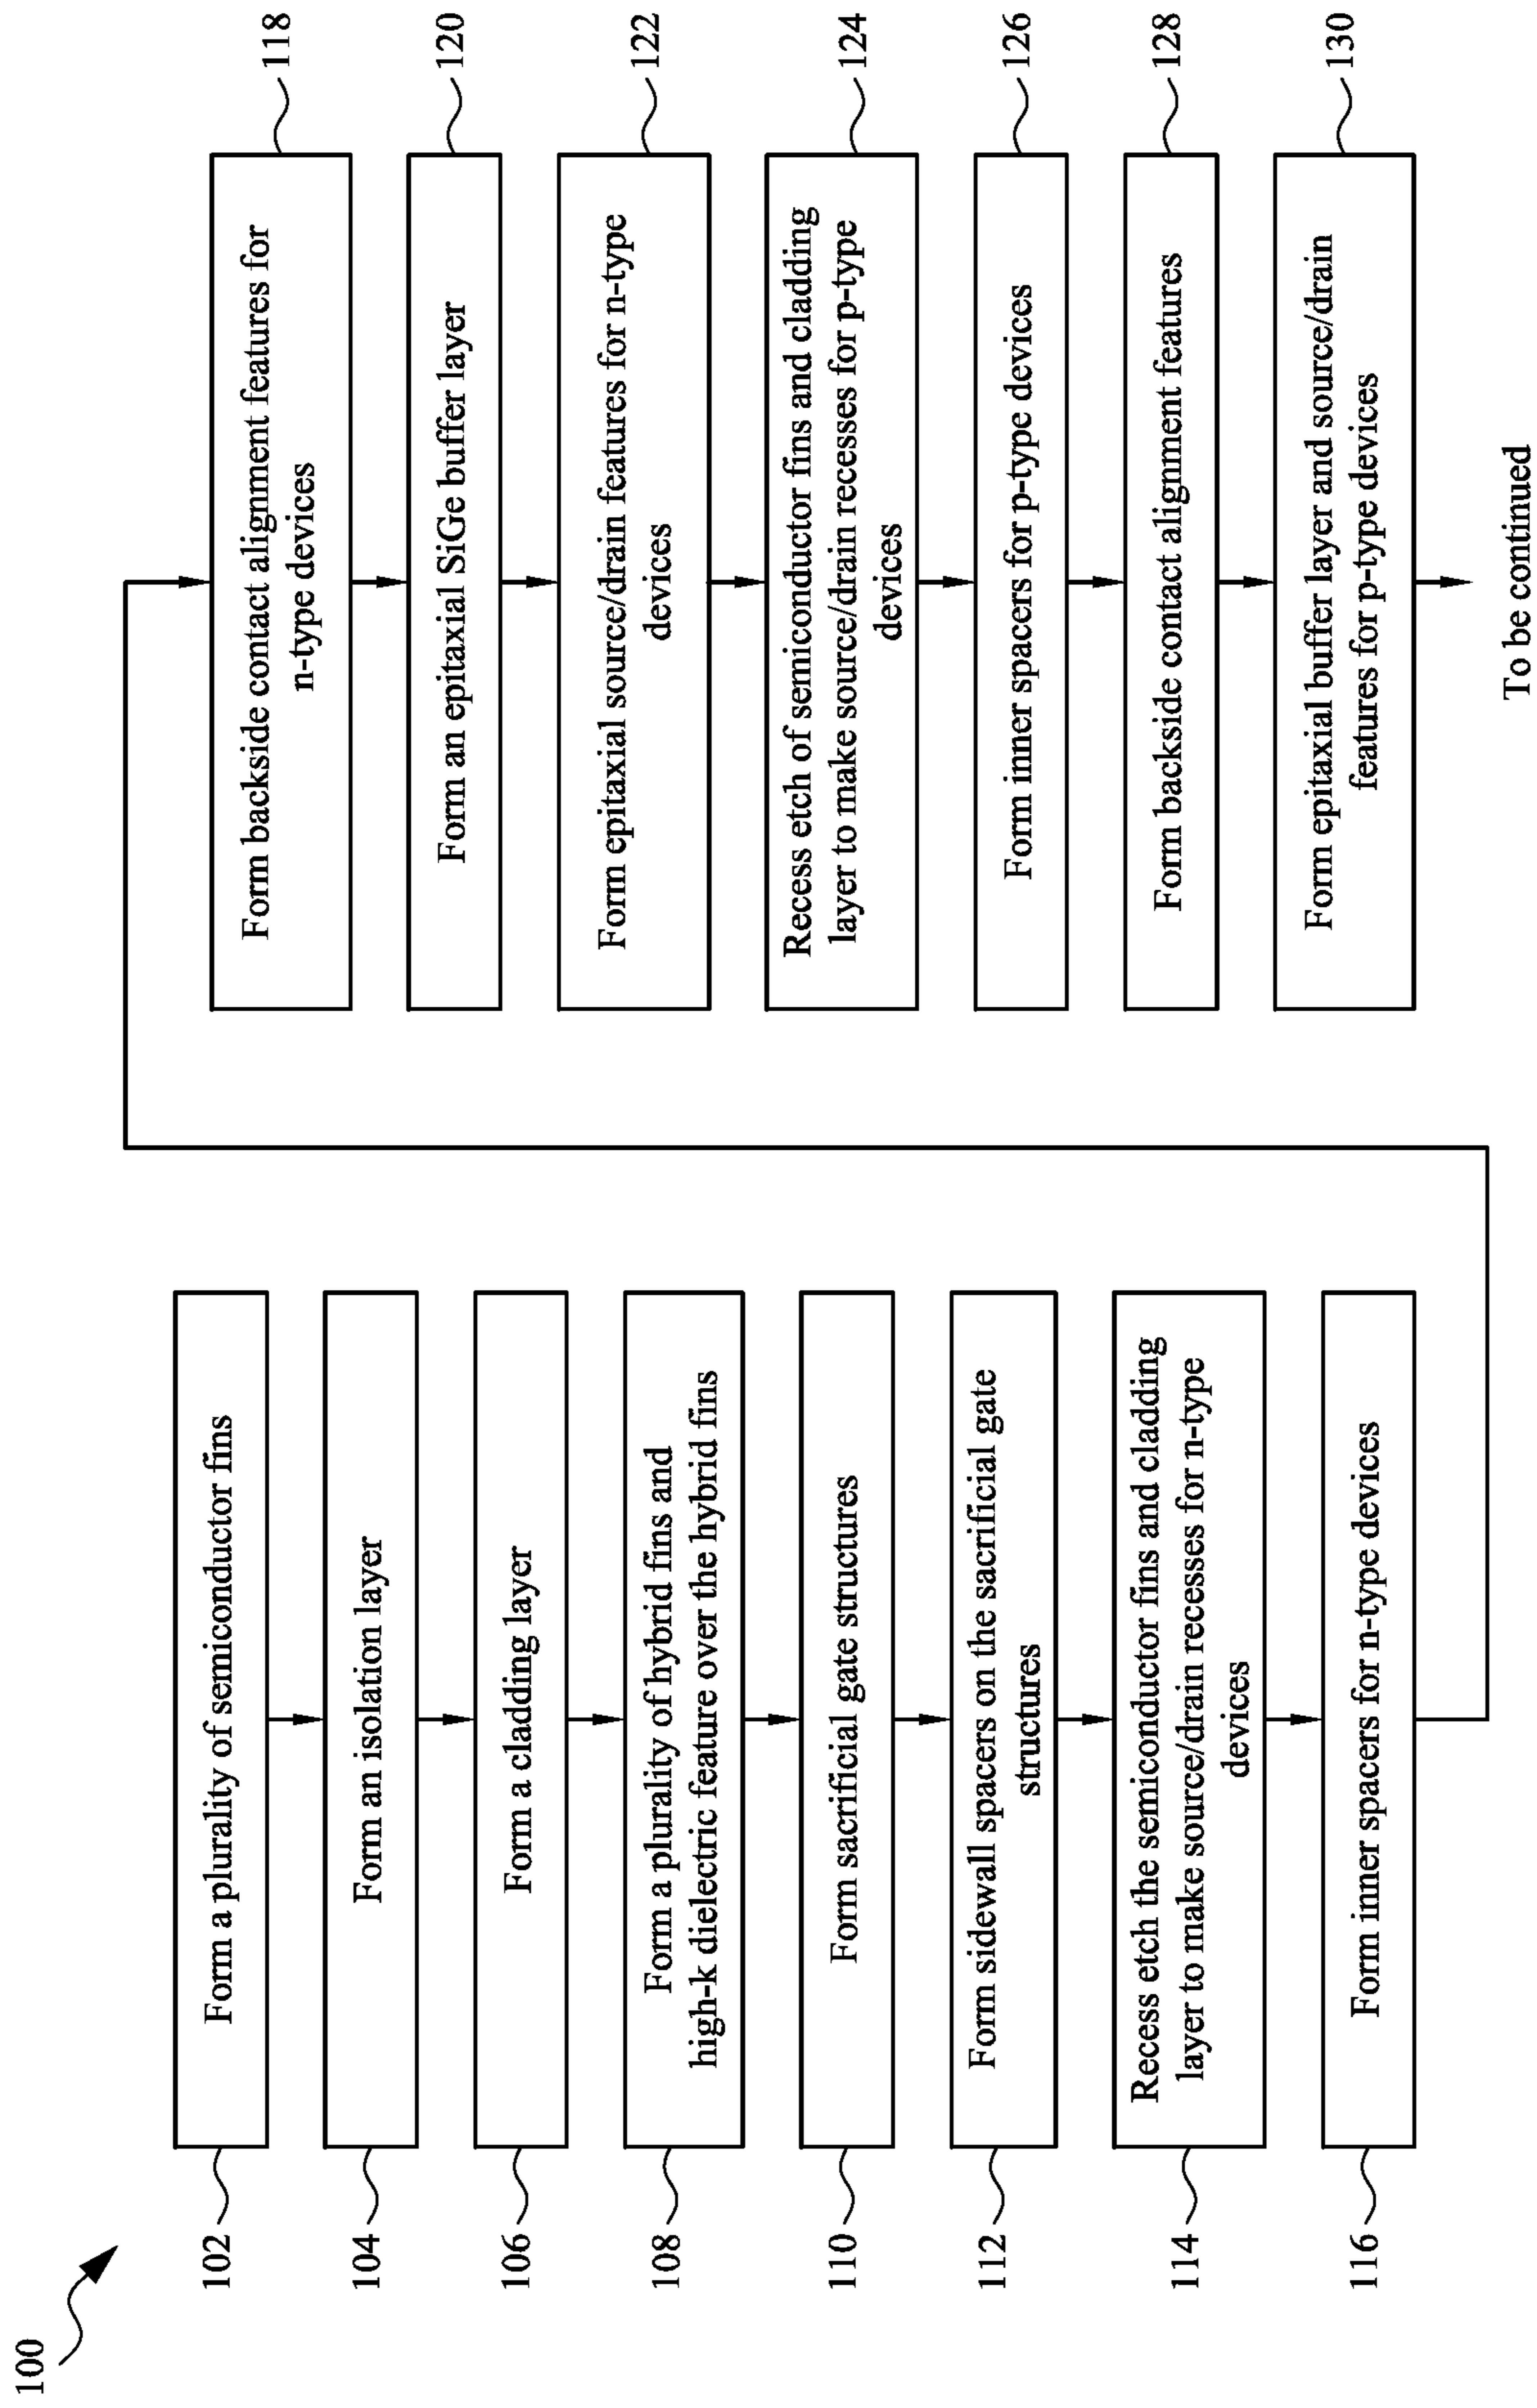 100
102
Form a plurality of semiconductor fins
104
Form an isolation layer
106
Form a cladding layer
108
Form a plurality of hybrid fins and
high-k dielectric feature over the hybrid fins
110
Form sacrificial gate structures
112
Form sidewall spacers on the sacrificial gate
structures
114
Recess etch the semiconductor fins and cladding
layer to make source/drain recesses for n-type
devices
116
Form inner spacers for n-type devices
118
Form backside contact alignment features for
n-type devices
120
Form an epitaxial SiGe buffer layer
122
Form epitaxial source/drain features for n-type
devices
124
Recess etch of semiconductor fins and cladding
layer to make source/drain recesses for p-type
devices
126
Form inner spacers for p-type devices
128
Form backside contact alignment features
130
Form epitaxial buffer layer and source/drain
features for p-type devices
To be continued